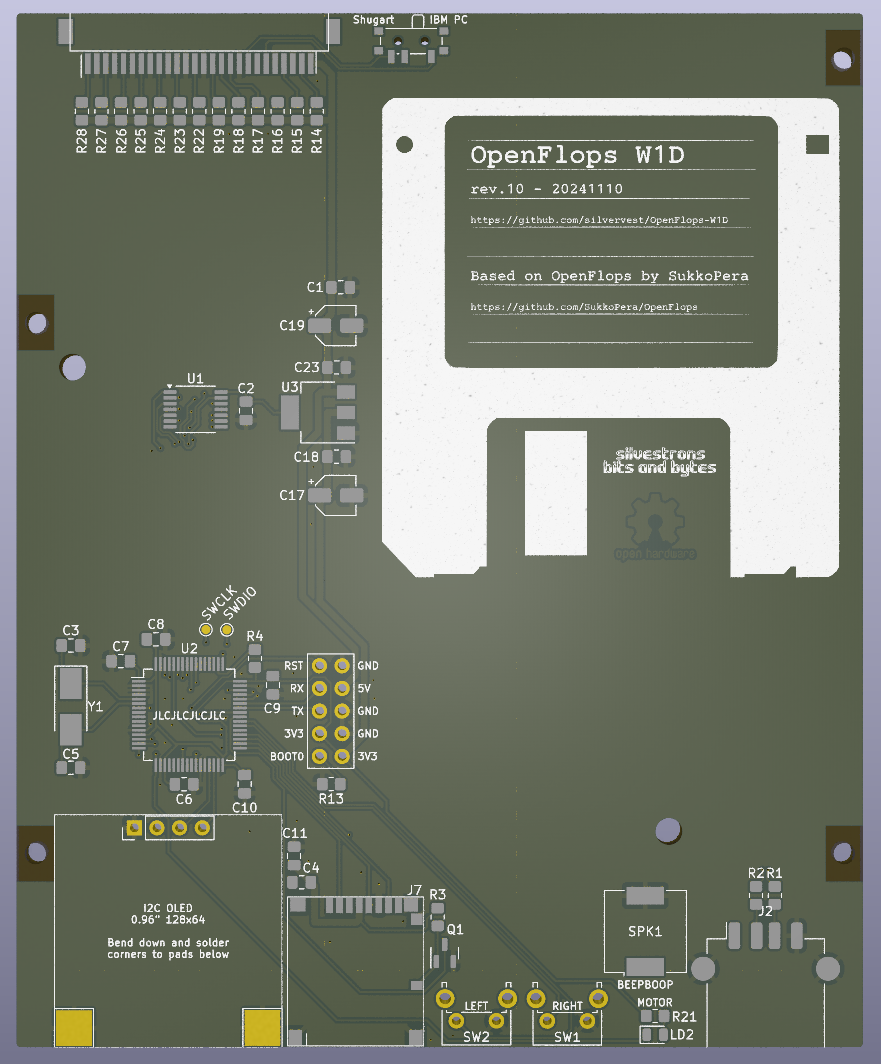 Shugart IBM PC
R28 R27 R26 R25 R24 R23 R22 R19 R18 R17 R16 R15 R14
OpenFlops W1D
rev.10 - 20241110
https://github.com/silvervest/OpenFlops-W1D
Based on OpenFlops by SukkoPera
https://github.com/SukkoPera/OpenFlops
C1
+
C19
C23
U1
C2
U3
C18
+
C17
silvestrons
bits and bytes
open hardware
SWCLK
SWDIO
C3
C8
C7
U2
R4
Y1
JLCJLCJLCJLC
C9
RST GND
RX 5V
TX GND
3V3 GND
BOOT0 3V3
C5
C6
C10
R13
C11
C4
I2C OLED
0.96" 128x64
Bend down and solder
corners to pads below
J7
R3
Q1
SPK1
BEEPBOOP
R2 R1
J2
LEFT
SW2
RIGHT
SW1
MOTOR
R21
LD2